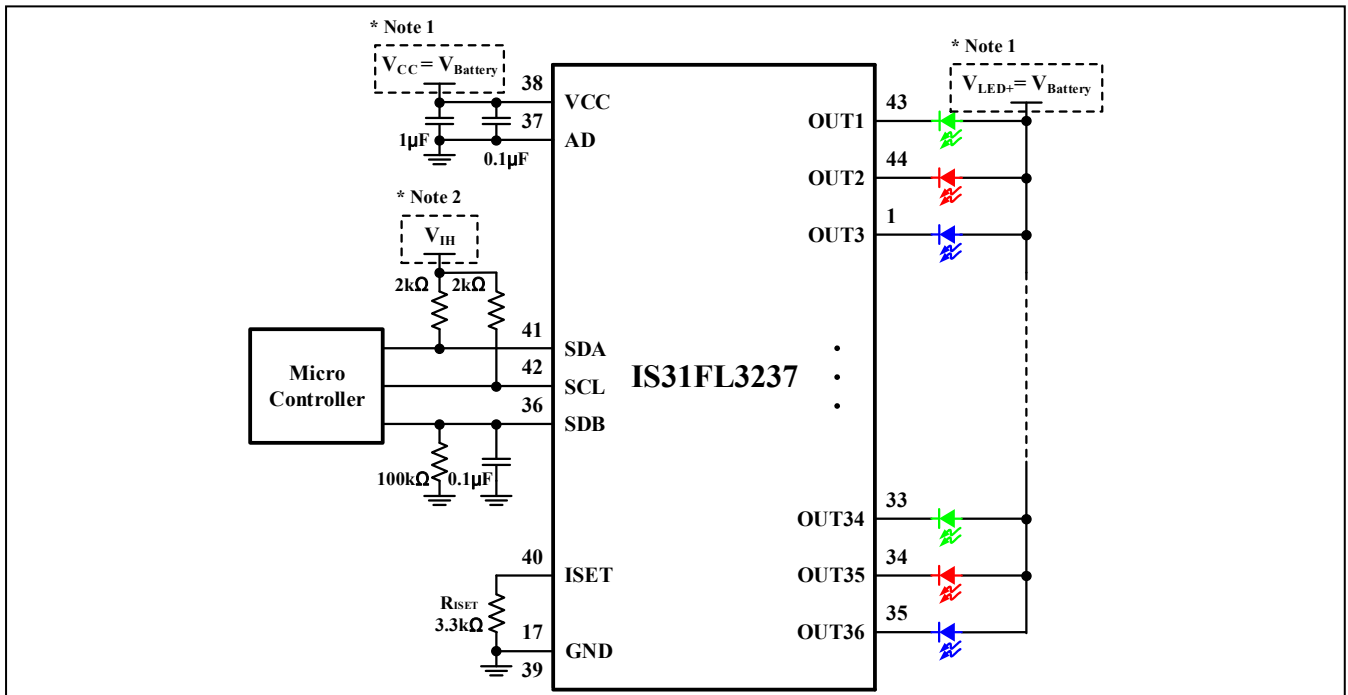 * Note 1
VCC = VBattery
38
VCC
37
AD
1µF
0.1µF
* Note 2
VIH
2kΩ 2kΩ
Micro
Controller
41
SDA
42
SCL
36
SDB
100kΩ 0.1µF
40
ISET
RISET
3.3kΩ
17
GND
39
IS31FL3237
* Note 1
VLED+ = VBattery
43
OUT1
44
OUT2
1
OUT3
33
OUT34
34
OUT35
35
OUT36